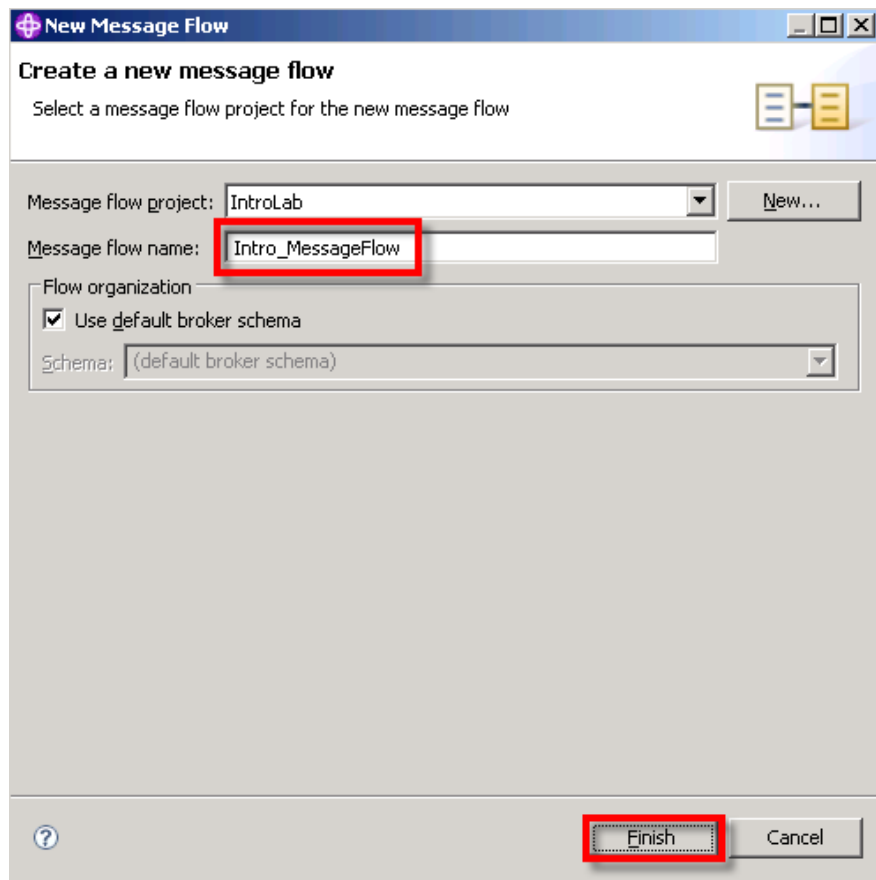 New Message Flow
Create a new message flow
Select a message flow project for the new message flow
Message flow project: IntroLab New...
Message flow name: Intro_MessageFlow
Flow organization
Use default broker schema
Schema: (default broker schema)
? Finish Cancel